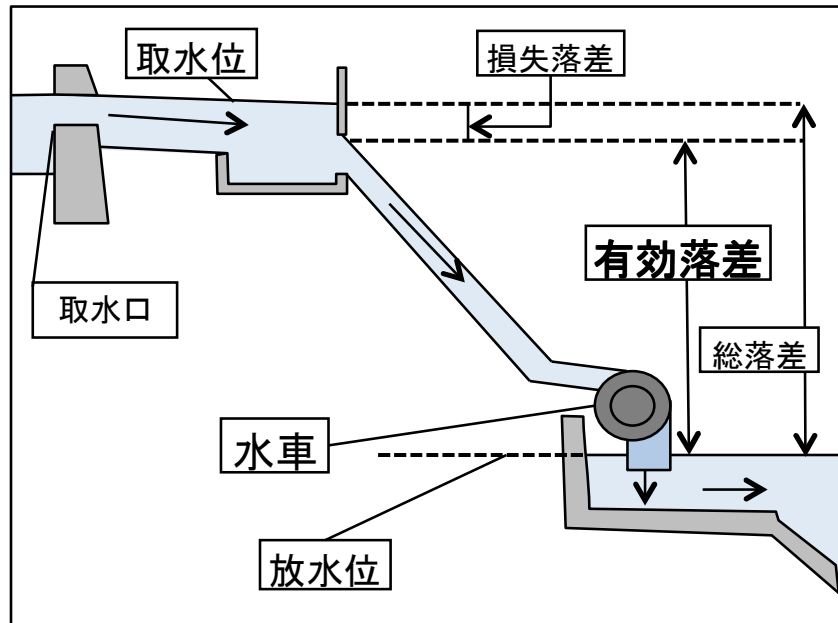 取水位
損失落差
有効落差
取水口
総落差
水車
放水位